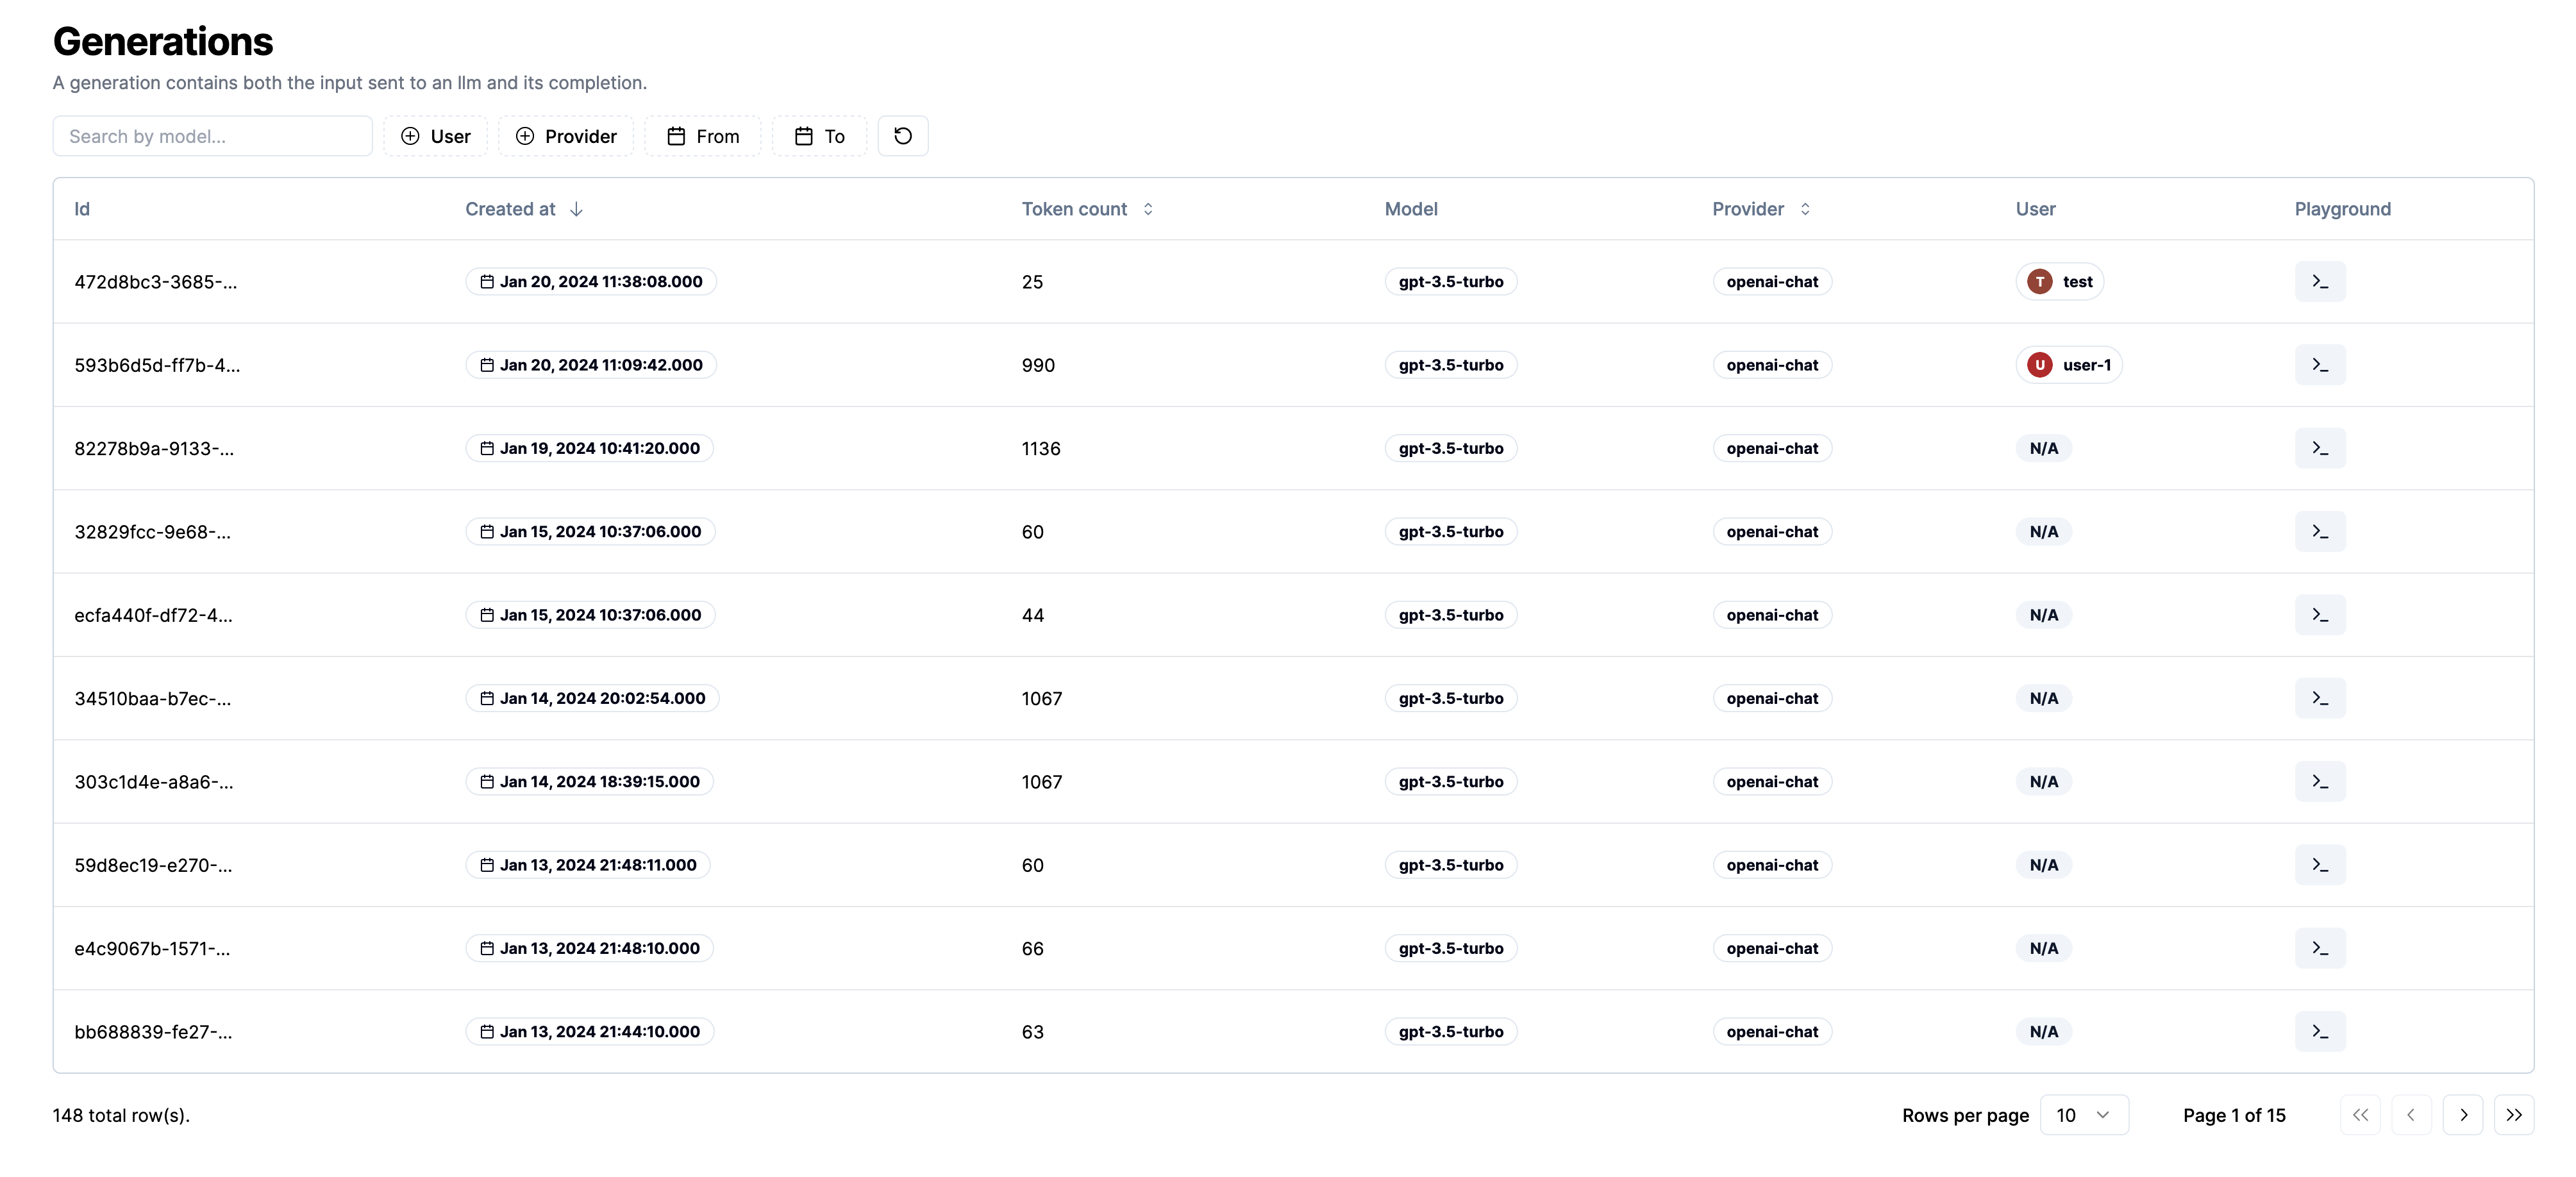 Generations
A generation contains both the input sent to an llm and its completion.
Search by model... User Provider From To
Id Created at Token count Model Provider User Playground
472d8bc3-3685-... Jan 20, 2024 11:38:08.000 25 gpt-3.5-turbo openai-chat T test
593b6d5d-ff7b-4... Jan 20, 2024 11:09:42.000 990 gpt-3.5-turbo openai-chat U user-1
82278b9a-9133-... Jan 19, 2024 10:41:20.000 1136 gpt-3.5-turbo openai-chat N/A
32829fcc-9e68-... Jan 15, 2024 10:37:06.000 60 gpt-3.5-turbo openai-chat N/A
ecfa440f-df72-4... Jan 15, 2024 10:37:06.000 44 gpt-3.5-turbo openai-chat N/A
34510baa-b7ec-... Jan 14, 2024 20:02:54.000 1067 gpt-3.5-turbo openai-chat N/A
303c1d4e-a8a6-... Jan 14, 2024 18:39:15.000 1067 gpt-3.5-turbo openai-chat N/A
59d8ec19-e270-... Jan 13, 2024 21:48:11.000 60 gpt-3.5-turbo openai-chat N/A
e4c9067b-1571-... Jan 13, 2024 21:48:10.000 66 gpt-3.5-turbo openai-chat N/A
bb688839-fe27-... Jan 13, 2024 21:44:10.000 63 gpt-3.5-turbo openai-chat N/A
148 total row(s). Rows per page 10 Page 1 of 15